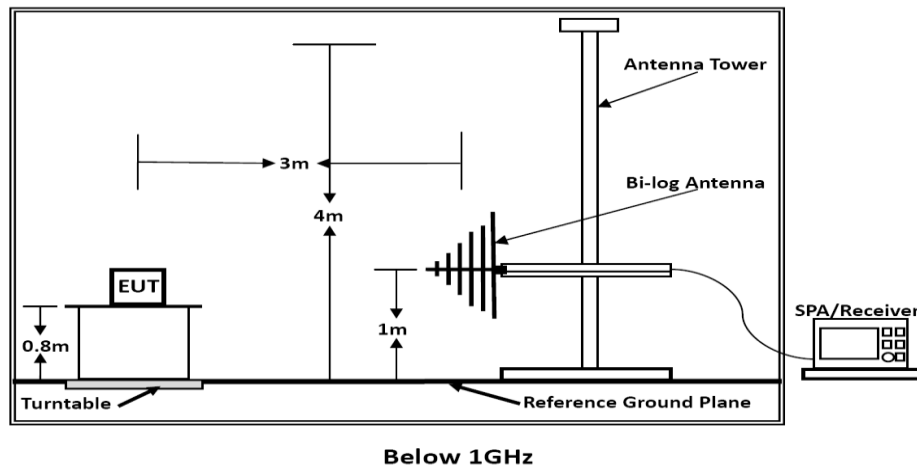 Antenna Tower
3m
Bi-log Antenna
4m
EUT
SPA/Receiver
1m
0.8m
Turntable
Reference Ground Plane
Below 1GHz